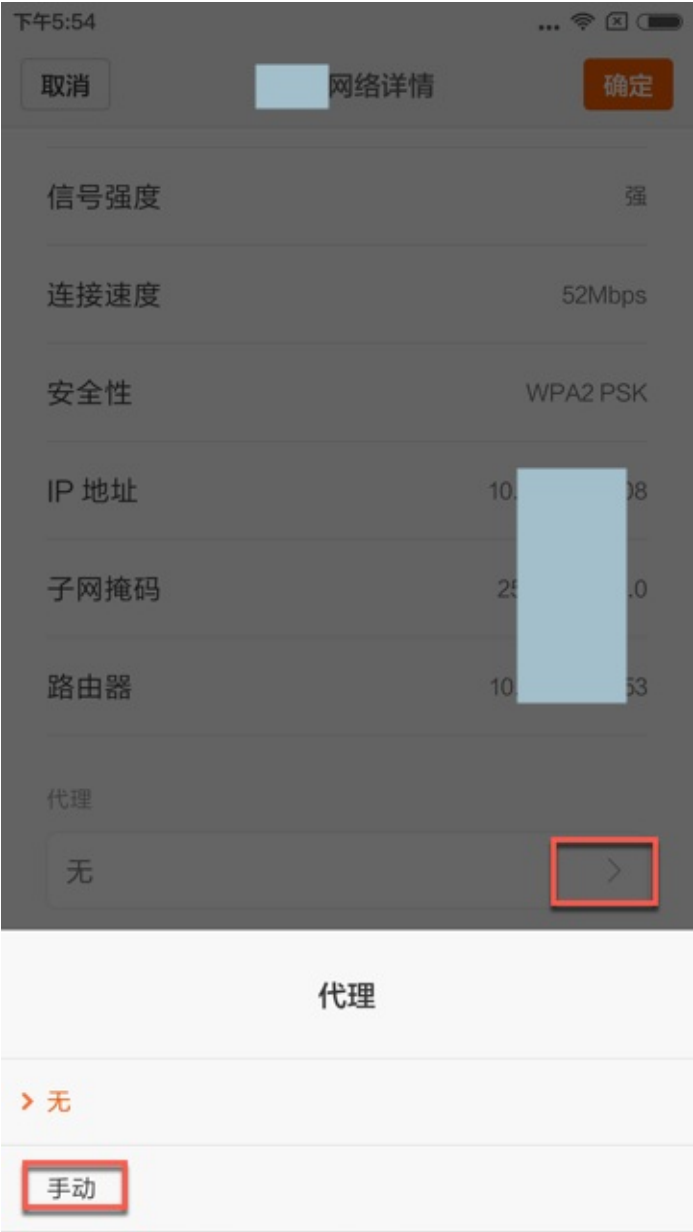 下午5:54
取消 网络详情 确定
信号强度 强
连接速度 52Mbps
安全性 WPA2 PSK
IP 地址 10. 08
子网掩码 25 .0
路由器 10. 53
代理
无
代理
无
手动